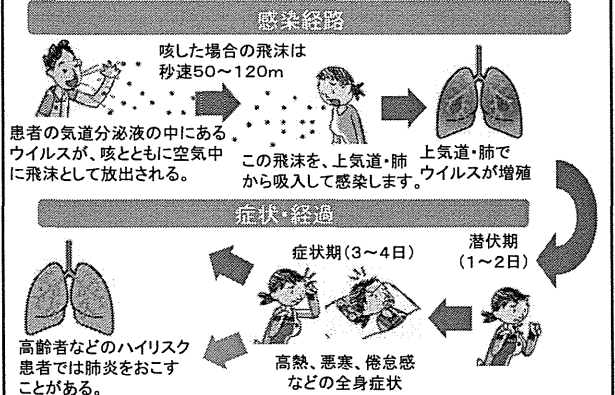 感染経路
咳した場合の飛沫は
秒速50～120m
患者の気道分泌液の中にある
ウイルスが、咳とともに空気中
に飛沫として放出される。
この飛沫を、上気道・肺
から吸入して感染します。
上気道・肺で
ウイルスが増殖
症状・経過
潜伏期
(1～2日)
症状期(3～4日)
高熱、悪寒、倦怠感
などの全身症状
高齢者などのハイリスク
患者では肺炎をおこす
ことがある。